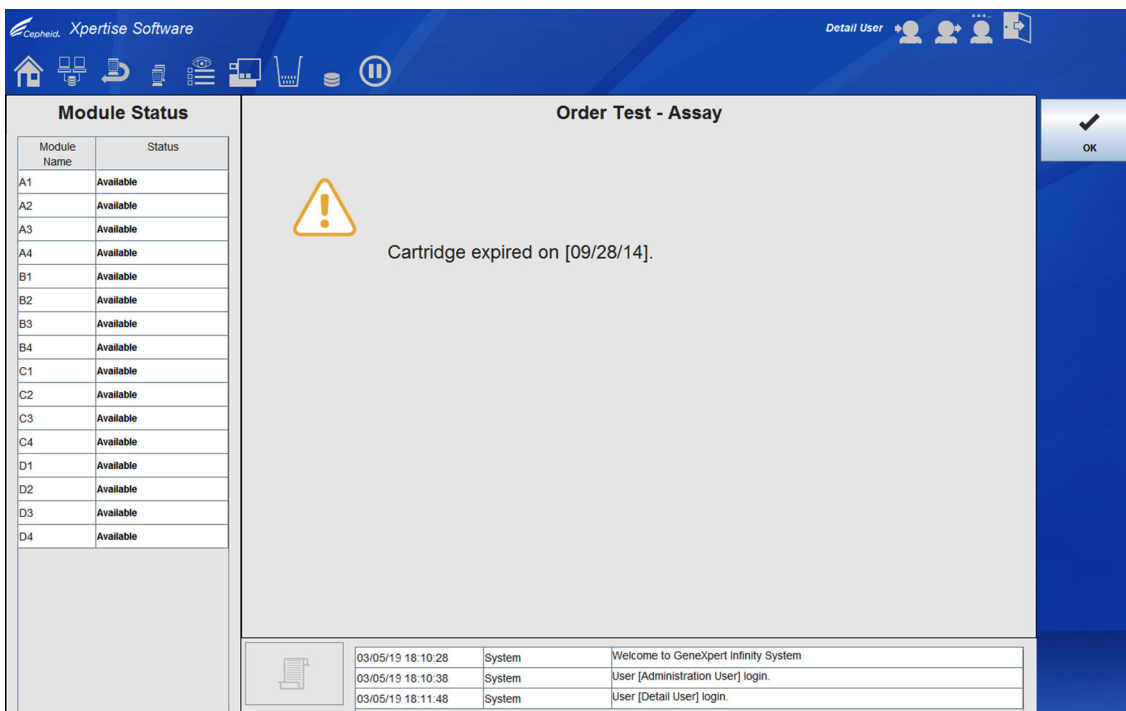 Cepheid. Xpertise Software
Detail User
Module Status
Module Name Status
A1 Available
A2 Available
A3 Available
A4 Available
B1 Available
B2 Available
B3 Available
B4 Available
C1 Available
C2 Available
C3 Available
C4 Available
D1 Available
D2 Available
D3 Available
D4 Available
Order Test - Assay
Cartridge expired on [09/28/14].
OK
03/05/19 18:10:28 System Welcome to GeneXpert Infinity System
03/05/19 18:10:38 System User [Administration User] login.
03/05/19 18:11:48 System User [Detail User] login.